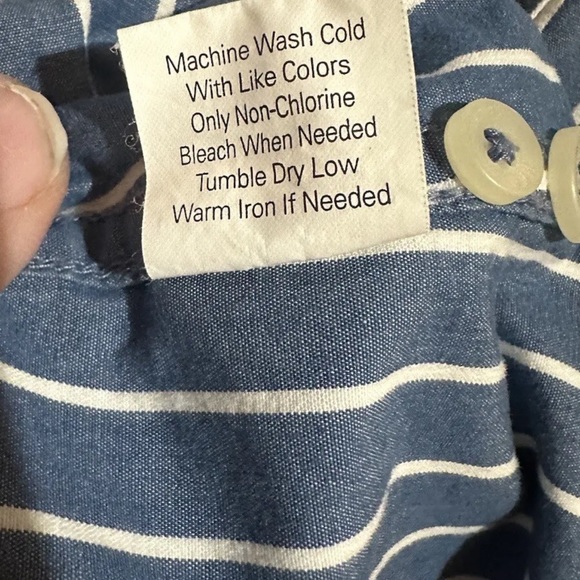 Machine Wash Cold
With Like Colors
Only Non-Chlorine
Bleach When Needed
Tumble Dry Low
Warm Iron If Needed